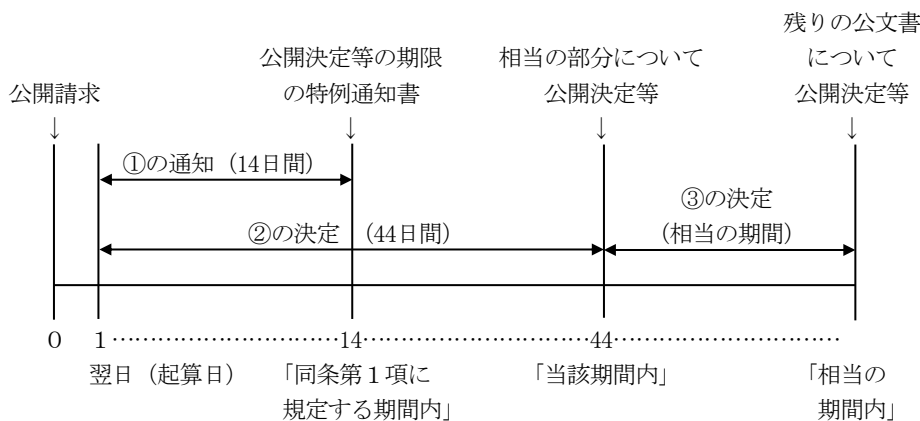 残りの公文書
公開決定等の期限 相当の部分について について
公開請求 の特例通知書 公開決定等 公開決定等
↓ ↓ ↓ ↓
①の通知（14日間）
③の決定
②の決定 （44日間） （相当の期間）
0 1 ‥‥‥‥‥‥‥‥‥‥ 14‥‥‥‥‥‥‥‥‥‥ 44‥‥‥‥‥‥‥‥‥‥
翌日（起算日） 「同条第１項に 「当該期間内」 「相当の
規定する期間内」 期間内」